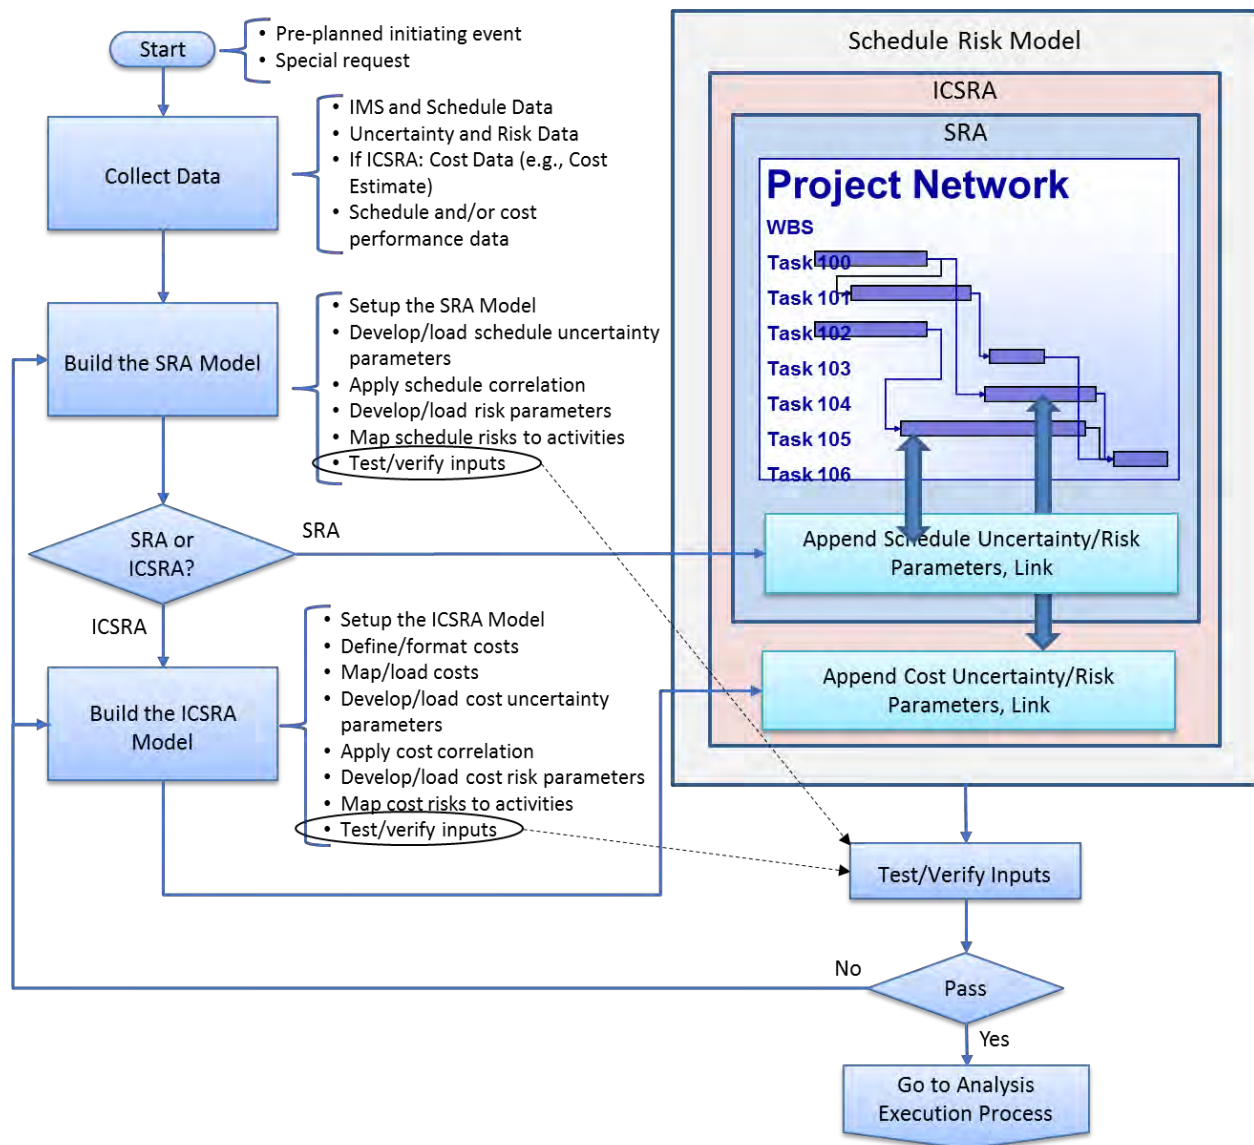 Start
• Pre-planned initiating event
• Special request
Collect Data
• IMS and Schedule Data
• Uncertainty and Risk Data
• If ICSRA: Cost Data (e.g., Cost
Estimate)
• Schedule and/or cost
performance data
Build the SRA Model
• Setup the SRA Model
• Develop/load schedule uncertainty
parameters
• Apply schedule correlation
• Develop/load risk parameters
• Map schedule risks to activities
• Test/verify inputs
SRA or
ICSRA?
SRA
ICSRA
Build the ICSRA
Model
• Setup the ICSRA Model
• Define/format costs
• Map/load costs
• Develop/load cost uncertainty
parameters
• Apply cost correlation
• Develop/load cost risk parameters
• Map cost risks to activities
• Test/verify inputs
Schedule Risk Model
ICSRA
SRA
Project Network
WBS
Task 100
Task 101
Task 102
Task 103
Task 104
Task 105
Task 106
Append Schedule Uncertainty/Risk
Parameters, Link
Append Cost Uncertainty/Risk
Parameters, Link
Test/Verify Inputs
Pass
No
Yes
Go to Analysis
Execution Process